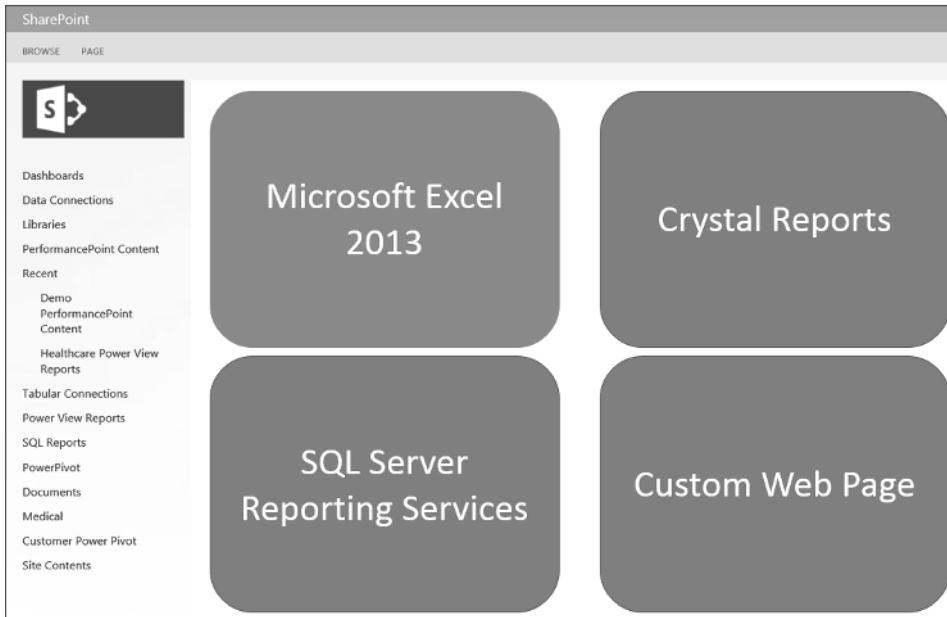 SharePoint
BROWSE PAGE
S
Dashboards
Data Connections
Libraries
PerformancePoint Content
Recent
Demo
PerformancePoint
Content
Healthcare Power View
Reports
Tabular Connections
Power View Reports
SQL Reports
PowerPivot
Documents
Medical
Customer Power Pivot
Site Contents
Microsoft Excel
2013
Crystal Reports
SQL Server
Reporting Services
Custom Web Page